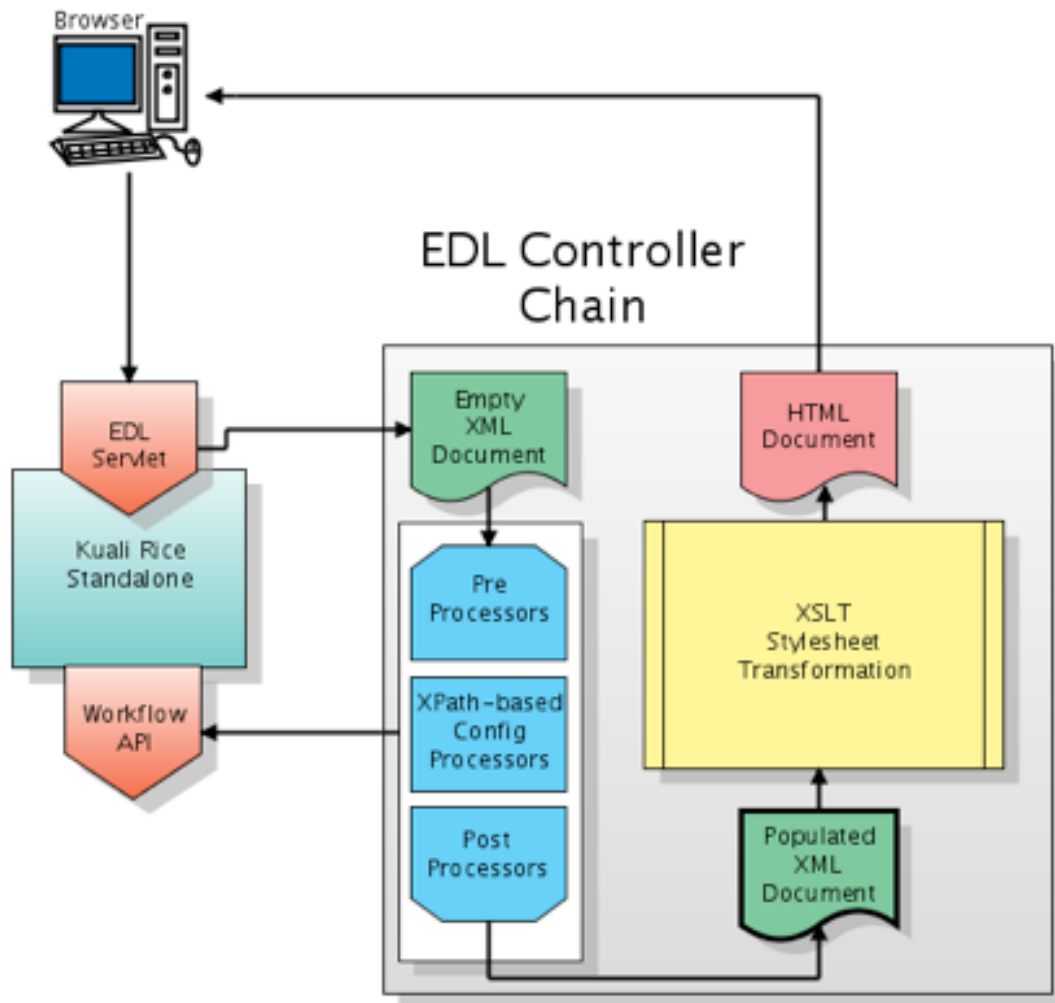 Browser
EDL Controller
Chain
EDL
Servlet
Kuali Rice
Standalone
Workflow
API
Empty
XML
Document
Pre
Processors
XPath-based
Config
Processors
Post
Processors
HTML
Document
XSLT
Stylesheet
Transformation
Populated
XML
Document